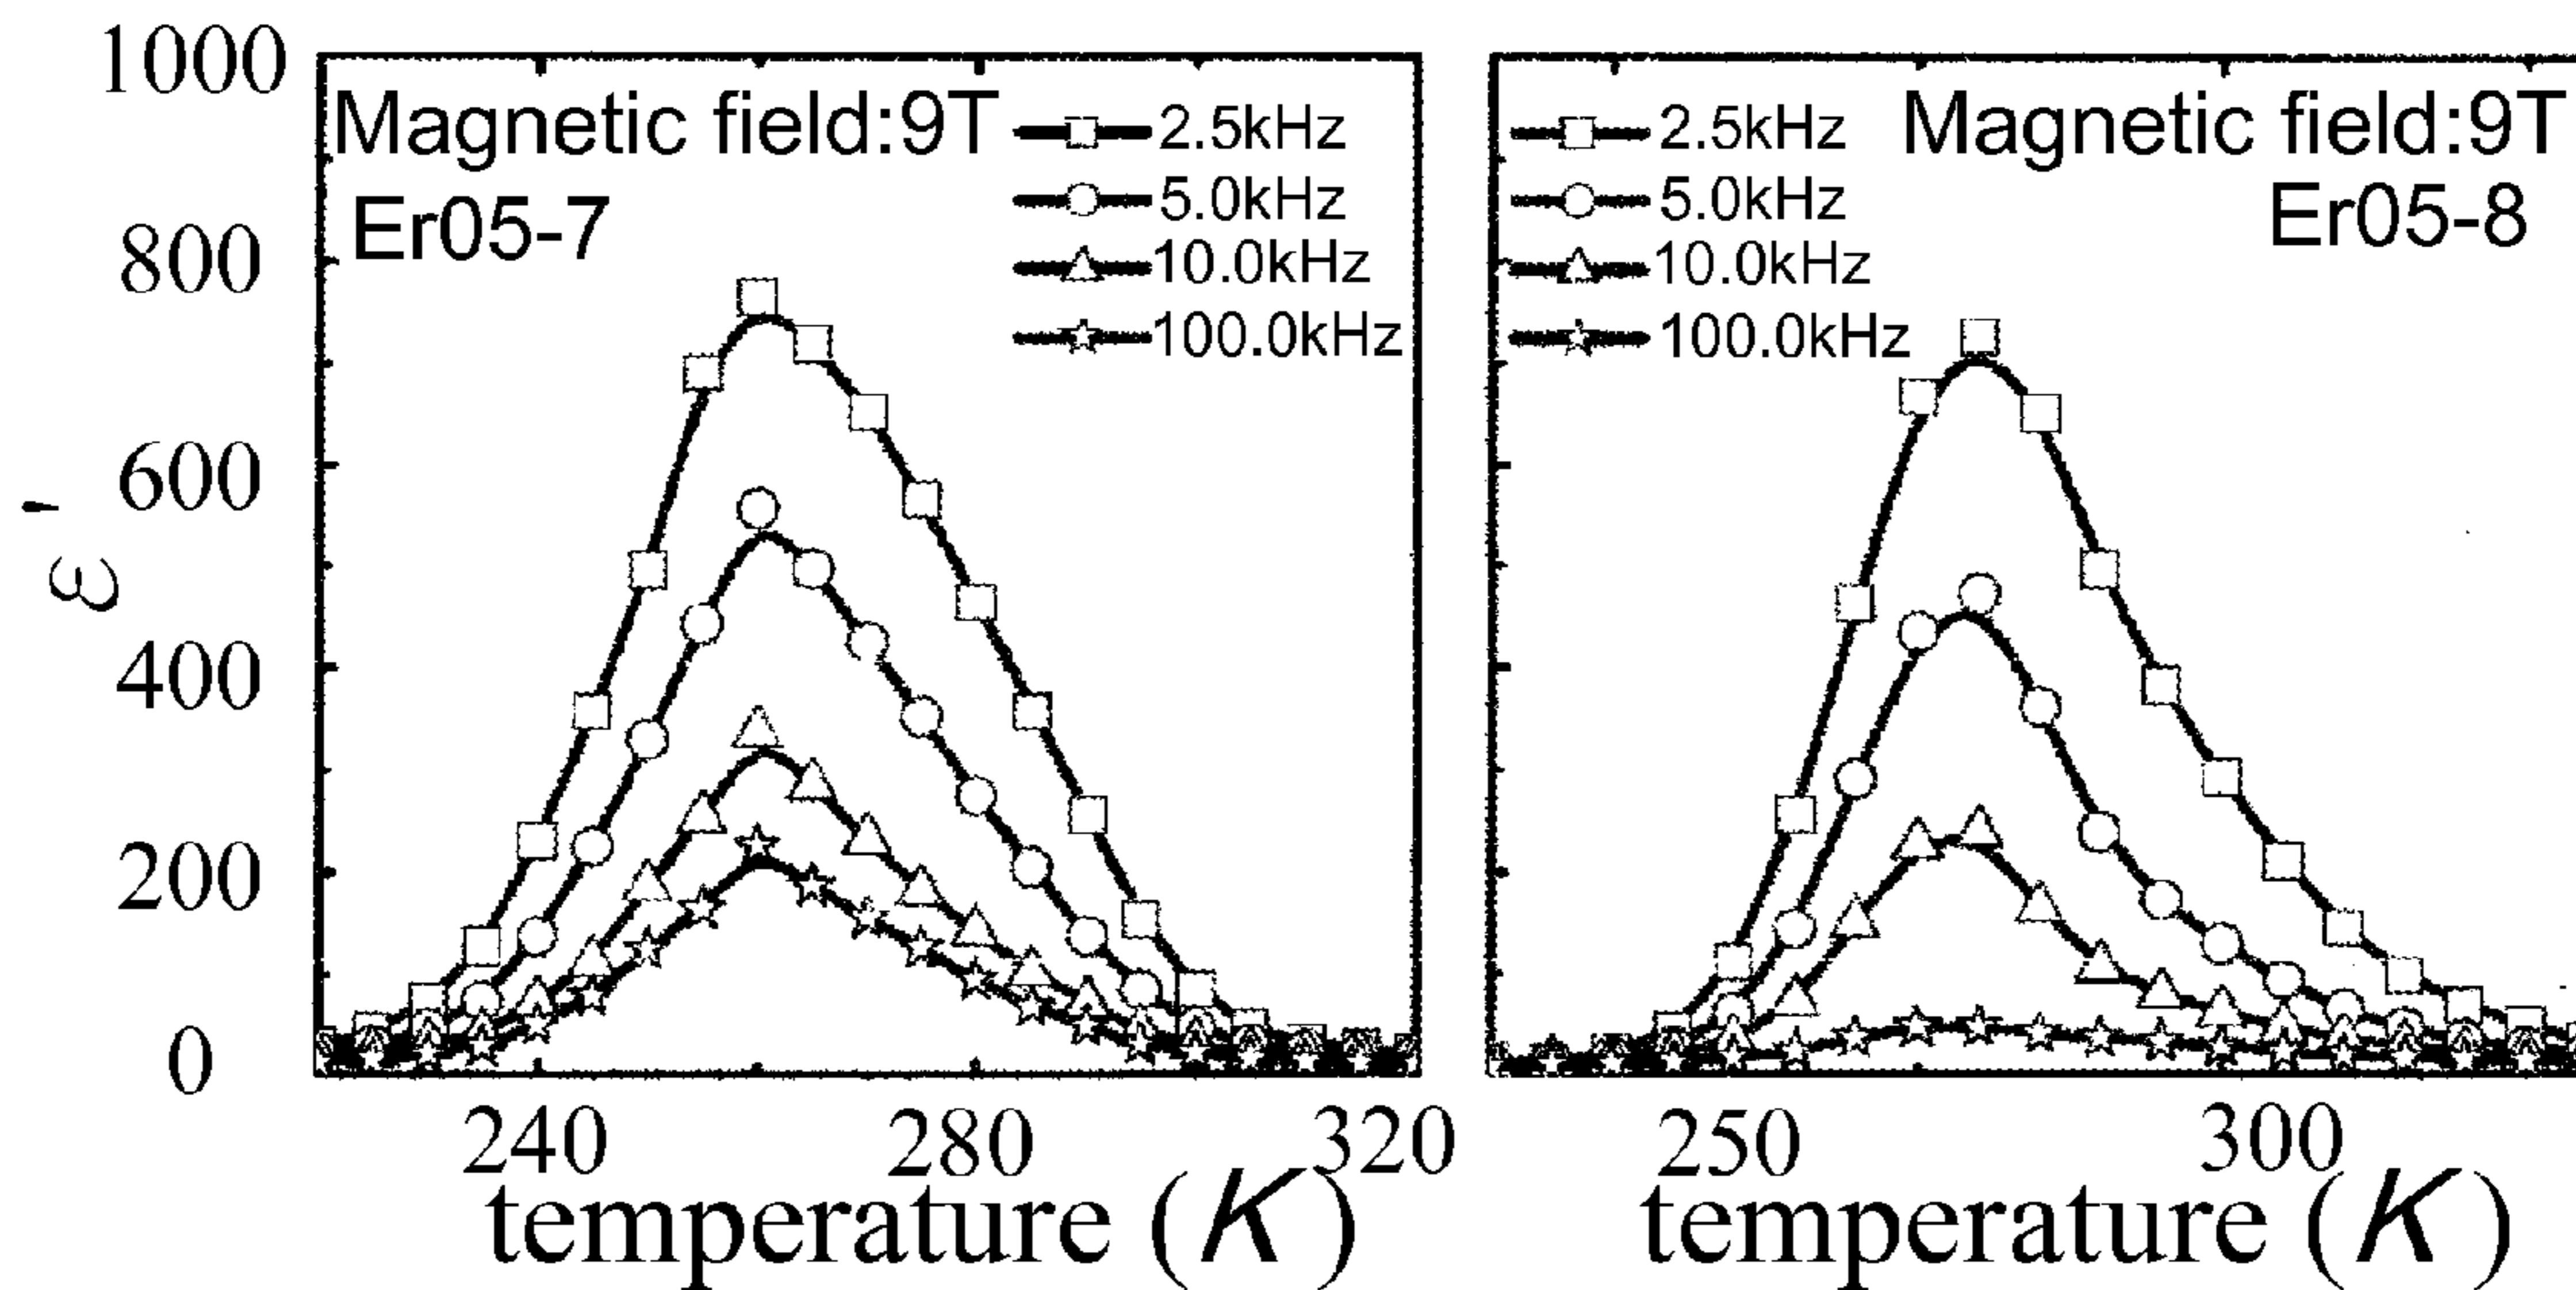 1000
800
600
400
200
0
ε'
Magnetic field:9T
Er05-7
2.5kHz
5.0kHz
10.0kHz
100.0kHz
240 280 320
temperature (K)
2.5kHz
5.0kHz
10.0kHz
100.0kHz
Magnetic field:9T
Er05-8
250 300
temperature (K)